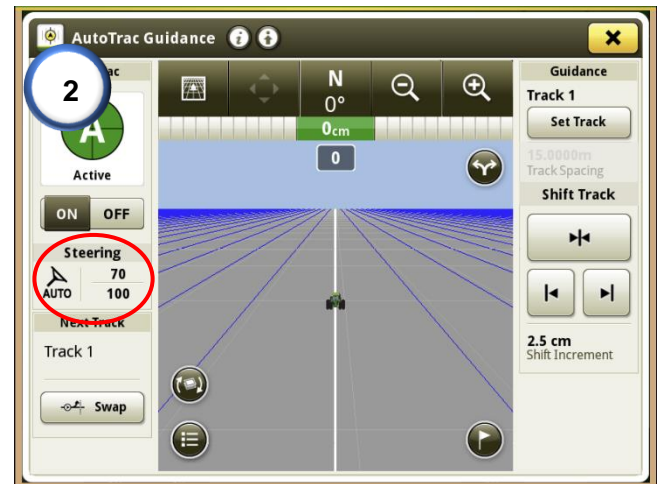 AutoTrac Guidance
2
ac
Active
ON OFF
Steering
70
AUTO 100
Next Track
Track 1
Swap
N
0°
0cm
0
Guidance
Track 1
Set Track
15.0000m
Track Spacing
Shift Track
2.5 cm
Shift Increment